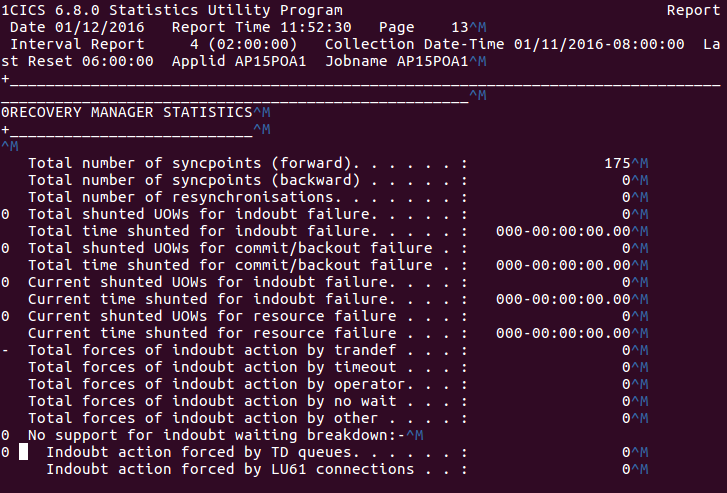 1CICS 6.8.0 Statistics Utility Program                                    Report
 Date 01/12/2016   Report Time 11:52:30   Page    13^M
 Interval Report     4 (02:00:00)   Collection Date-Time 01/11/2016-08:00:00  La
st Reset 06:00:00  Applid AP15POA1  Jobname AP15POA1^M
+_______________________________________________________________________________
____________________________________________________^M
0RECOVERY MANAGER STATISTICS^M
+___________________________^M
^M
   Total number of syncpoints (forward). . . . . . :               175^M
   Total number of syncpoints (backward) . . . . . :                 0^M
   Total number of resynchronisations. . . . . . . :                 0^M
0  Total shunted UOWs for indoubt failure. . . . . :                 0^M
   Total time shunted for indoubt failure. . . . . :   000-00:00:00.00^M
0  Total shunted UOWs for commit/backout failure . :                 0^M
   Total time shunted for commit/backout failure . :   000-00:00:00.00^M
0  Current shunted UOWs for indoubt failure. . . . :                 0^M
   Current time shunted for indoubt failure. . . . :   000-00:00:00.00^M
0  Current shunted UOWs for resource failure . . . :                 0^M
   Current time shunted for resource failure . . . :   000-00:00:00.00^M
-  Total forces of indoubt action by trandef . . . :                 0^M
   Total forces of indoubt action by timeout . . . :                 0^M
   Total forces of indoubt action by operator. . . :                 0^M
   Total forces of indoubt action by no wait . . . :                 0^M
   Total forces of indoubt action by other . . . . :                 0^M
0  No support for indoubt waiting breakdown:-^M
0    Indoubt action forced by TD queues. . . . . . :                 0^M
     Indoubt action forced by LU61 connections . . :                 0^M